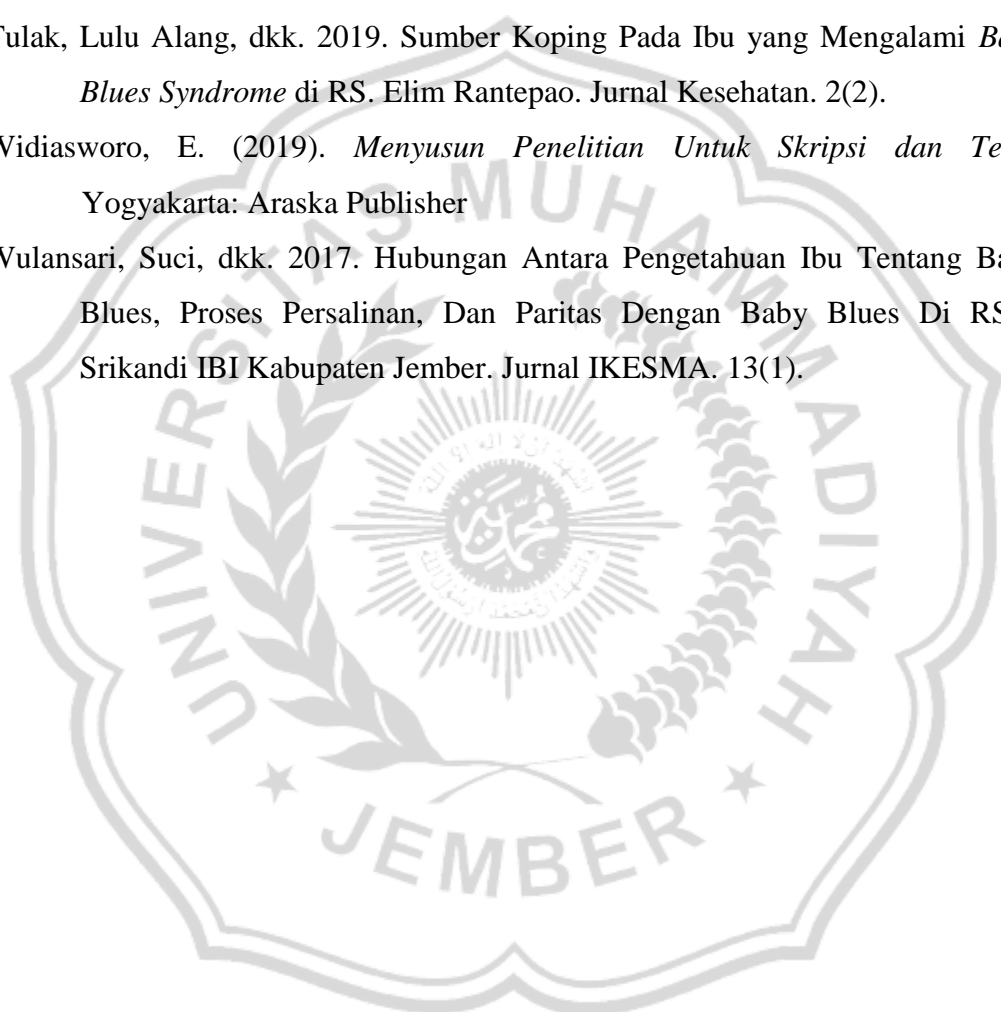 Tulak, Lulu Alang, dkk. 2019. Sumber Koping Pada Ibu yang Mengalami
Blues Syndrome di RS. Elim Rantepao. Jurnal Kesehatan. 2(2).
Widiasworo, E. (2019). Menyusun Penelitian Untuk Skripsi dan
Yogyakarta: Araska Publisher
Wulansari, Suci, dkk. 2017. Hubungan Antara Pengetahuan Ibu Tentang
Blues, Proses Persalinan, Dan Paritas Dengan Baby Blues Di
Srikandi IBI Kabupaten Jember. Jurnal IKESMA. 13(1).
UNIVERSITAS MUHAMMADIYAH
JEMBER